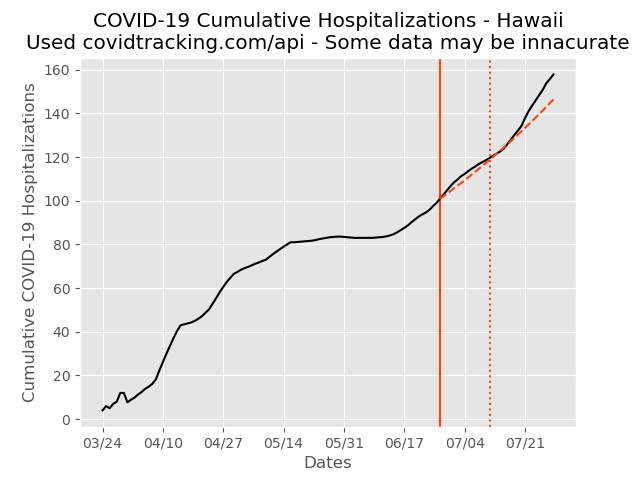 COVID-19 Cumulative Hospitalizations - Hawaii
Used covidtracking.com/api - Some data may be innacurate
160
140
120
100
80
60
40
20
0
Cumulative COVID-19 Hospitalizations
03/24 04/10 04/27 05/14 05/31 06/17 07/04 07/21
Dates